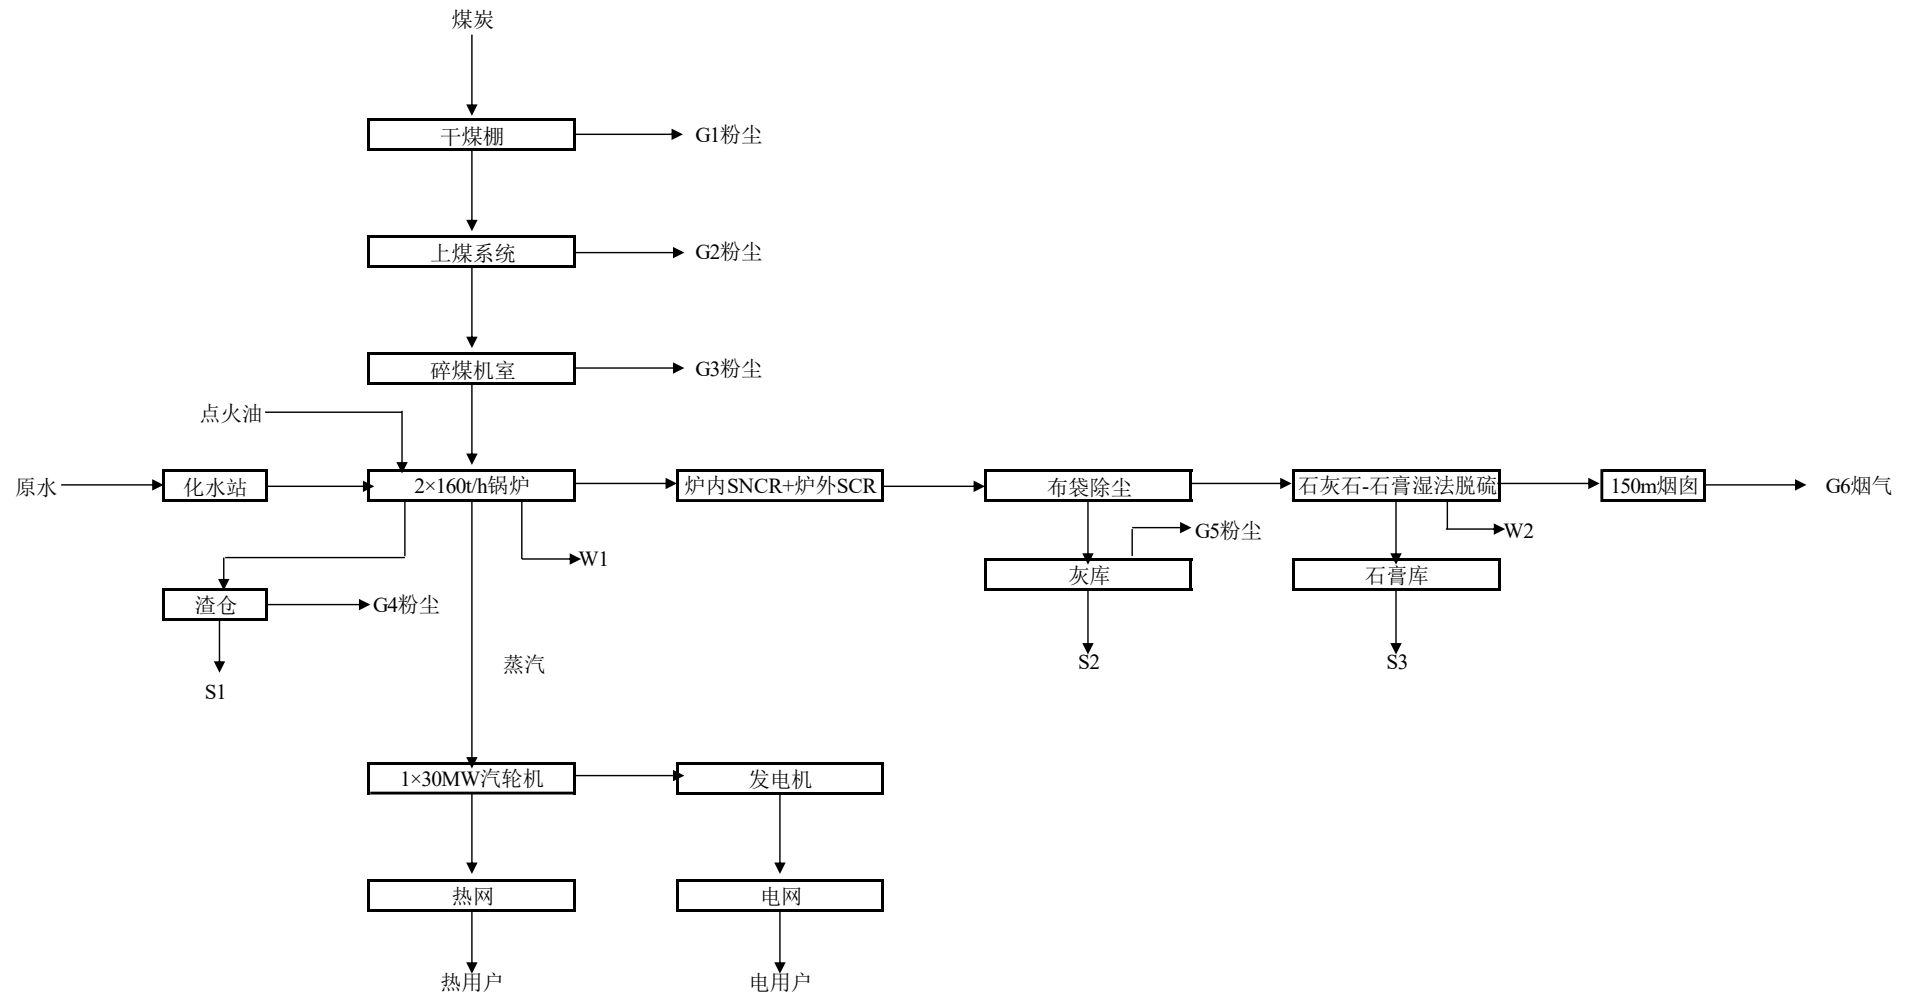 煤炭
干煤棚
G1粉尘
上煤系统
G2粉尘
碎煤机室
G3粉尘
点火油
原水
化水站
2×160t/h锅炉
炉内SNCR+炉外SCR
布袋除尘
石灰石-石膏湿法脱硫
150m烟囱
G6烟气
G5粉尘
W2
W1
灰库
石膏库
渣仓
G4粉尘
蒸汽
S2
S3
S1
1×30MW汽轮机
发电机
热网
电网
热用户
电用户